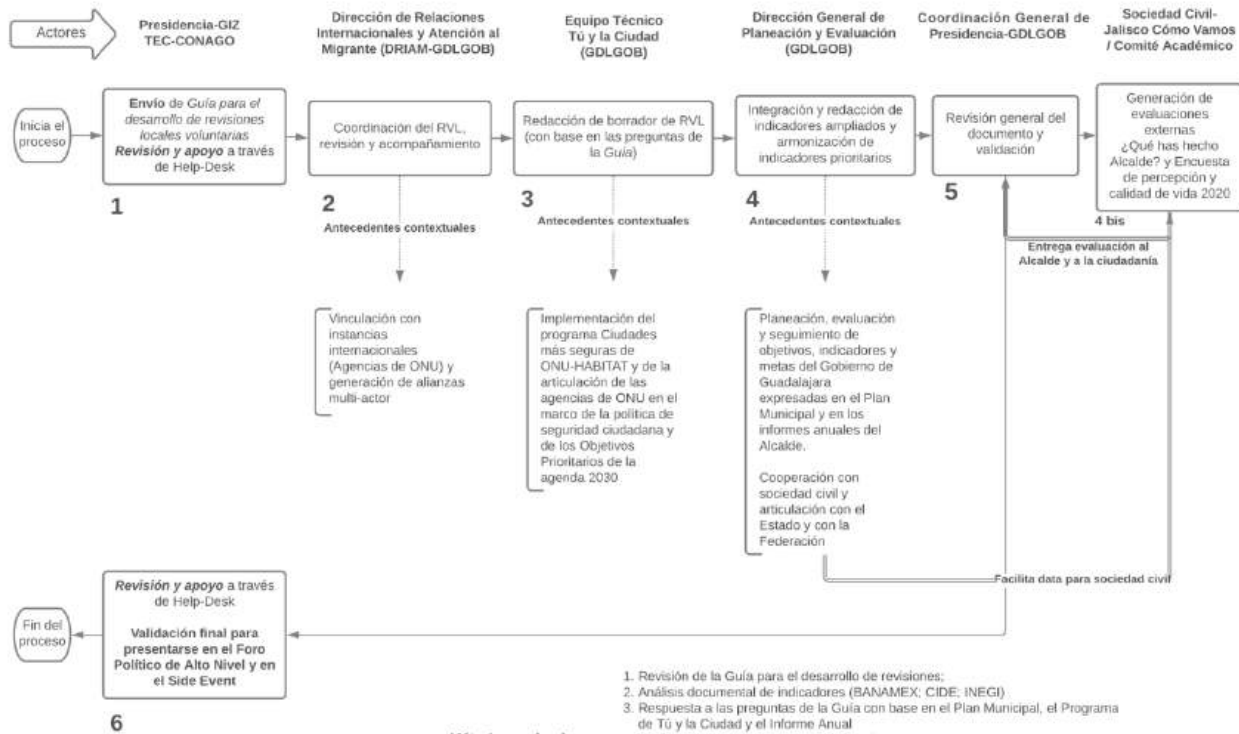 Actores
Presidencia-GIZ
TEC-CONAGO
Dirección de Relaciones
Internacionales y Atención al
Migrante (DRIAM-GDLGOB)
Equipo Técnico
Tú y la Ciudad
(GDLGOB)
Dirección General de
Planeación y Evaluación
(GDLGOB)
Coordinación General de
Presidencia-GDLGOB
Sociedad Civil-
Jalisco Cómo Vamos
/ Comité Académico
Inicia el
proceso
Envío de Guía para el
desarrollo de revisiones
locales voluntarias
Revisión y apoyo a través
de Help-Desk
1
Coordinación del RVL,
revisión y acompañamiento
2
Antecedentes contextuales
Redacción de borrador de RVL
(con base en las preguntas de
la Guía)
3
Antecedentes contextuales
Integración y redacción de
indicadores ampliados y
armonización de
indicadores prioritarios
4
Antecedentes contextuales
Revisión general del
documento y
validación
5
Generación de
evaluaciones
externas
¿Qué has hecho
Alcalde? y Encuesta
de percepción y
calidad de vida 2020
4 bis
Entrega evaluación al
Alcalde y a la ciudadanía
Vinculación con
instancias
internacionales
(Agencias de ONU) y
generación de alianzas
multi-actor
Implementación del
programa Ciudades
más seguras de
ONU-HABITAT y de la
articulación de las
agencias de ONU en el
marco de la política de
seguridad ciudadana y
de los Objetivos
Prioritarios de la
agenda 2030
Planeación, evaluación
y seguimiento de
objetivos, indicadores y
metas del Gobierno de
Guadalajara
expresadas en el Plan
Municipal y en los
informes anuales del
Alcalde.
Cooperación con
sociedad civil y
articulación con el
Estado y con la
Federación
Facilita data para sociedad civil
Fin del
proceso
Revisión y apoyo a través
de Help-Desk
Validación final para
presentarse en el Foro
Político de Alto Nivel y en
el Side Event
6
1. Revisión de la Guía para el desarrollo de revisiones;
2. Análisis documental de indicadores (BANAMEX; CIDE; INEGI)
3. Respuesta a las preguntas de la Guía con base en el Plan Municipal, el Programa
de Tú y la Ciudad y el Informe Anual